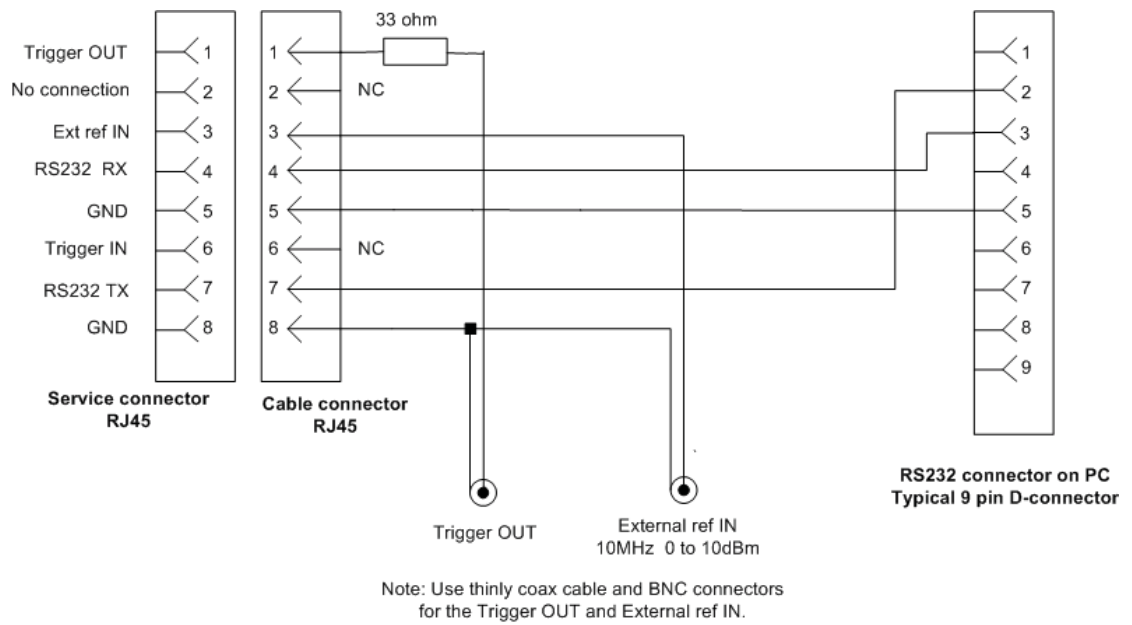 33 ohm
Trigger OUT
1
1
1
No connection
2
2
NC
2
Ext ref IN
3
3
3
RS232 RX
4
4
4
GND
5
5
5
Trigger IN
6
6
NC
6
RS232 TX
7
7
7
GND
8
8
8
9
Service connector
RJ45
Cable connector
RJ45
RS232 connector on PC
Typical 9 pin D-connector
Trigger OUT
External ref IN
10MHz 0 to 10dBm
Note: Use thinly coax cable and BNC connectors
for the Trigger OUT and External ref IN.